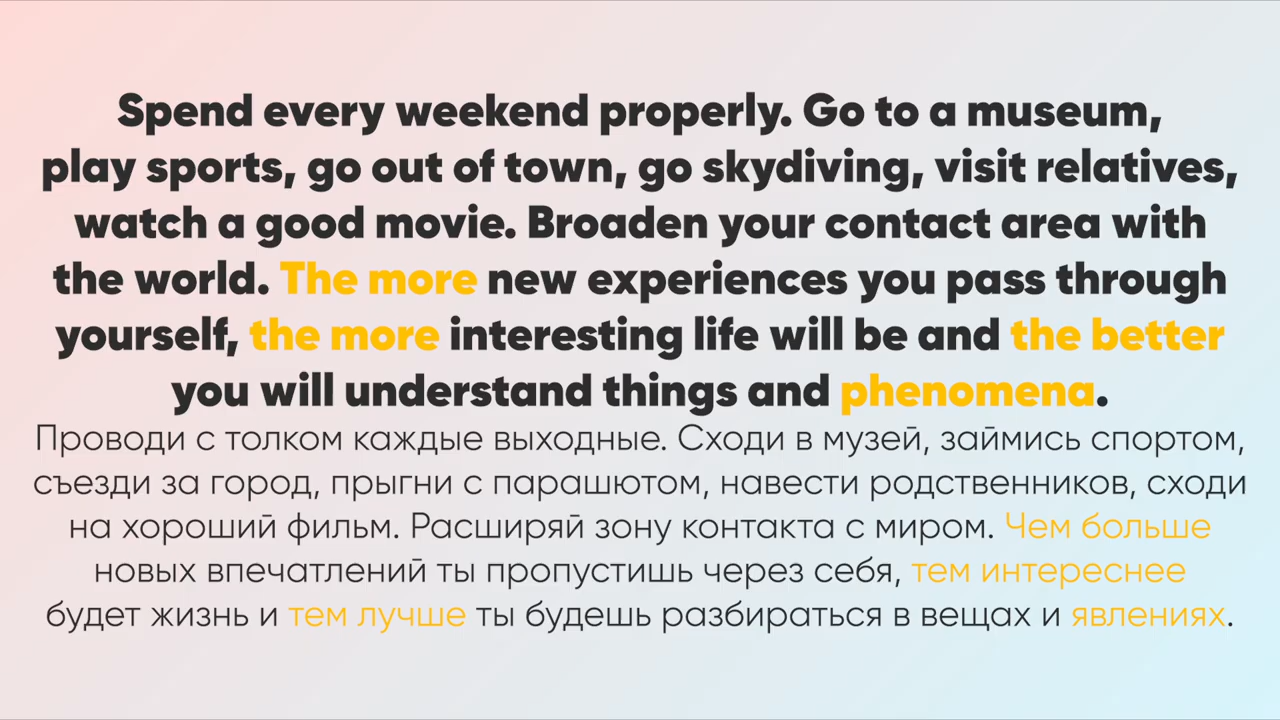 Spend every weekend properly. Go to a museum,
play sports, go out of town, go skydiving, visit relatives,
watch a good movie. Broaden your contact area with
the world. The more new experiences you pass through
yourself, the more interesting life will be and the better
you will understand things and phenomena.
Проводи с толком каждые выходные. Сходи в музей, займись спортом,
съезди за город, прыгни с парашютом, навести родственников, сходи
на хороший фильм. Расширяй зону контакта с миром. Чем больше
новых впечатлений ты пропустишь через себя, тем интереснее
будет жизнь и тем лучше ты будешь разбираться в вещах и явлениях.